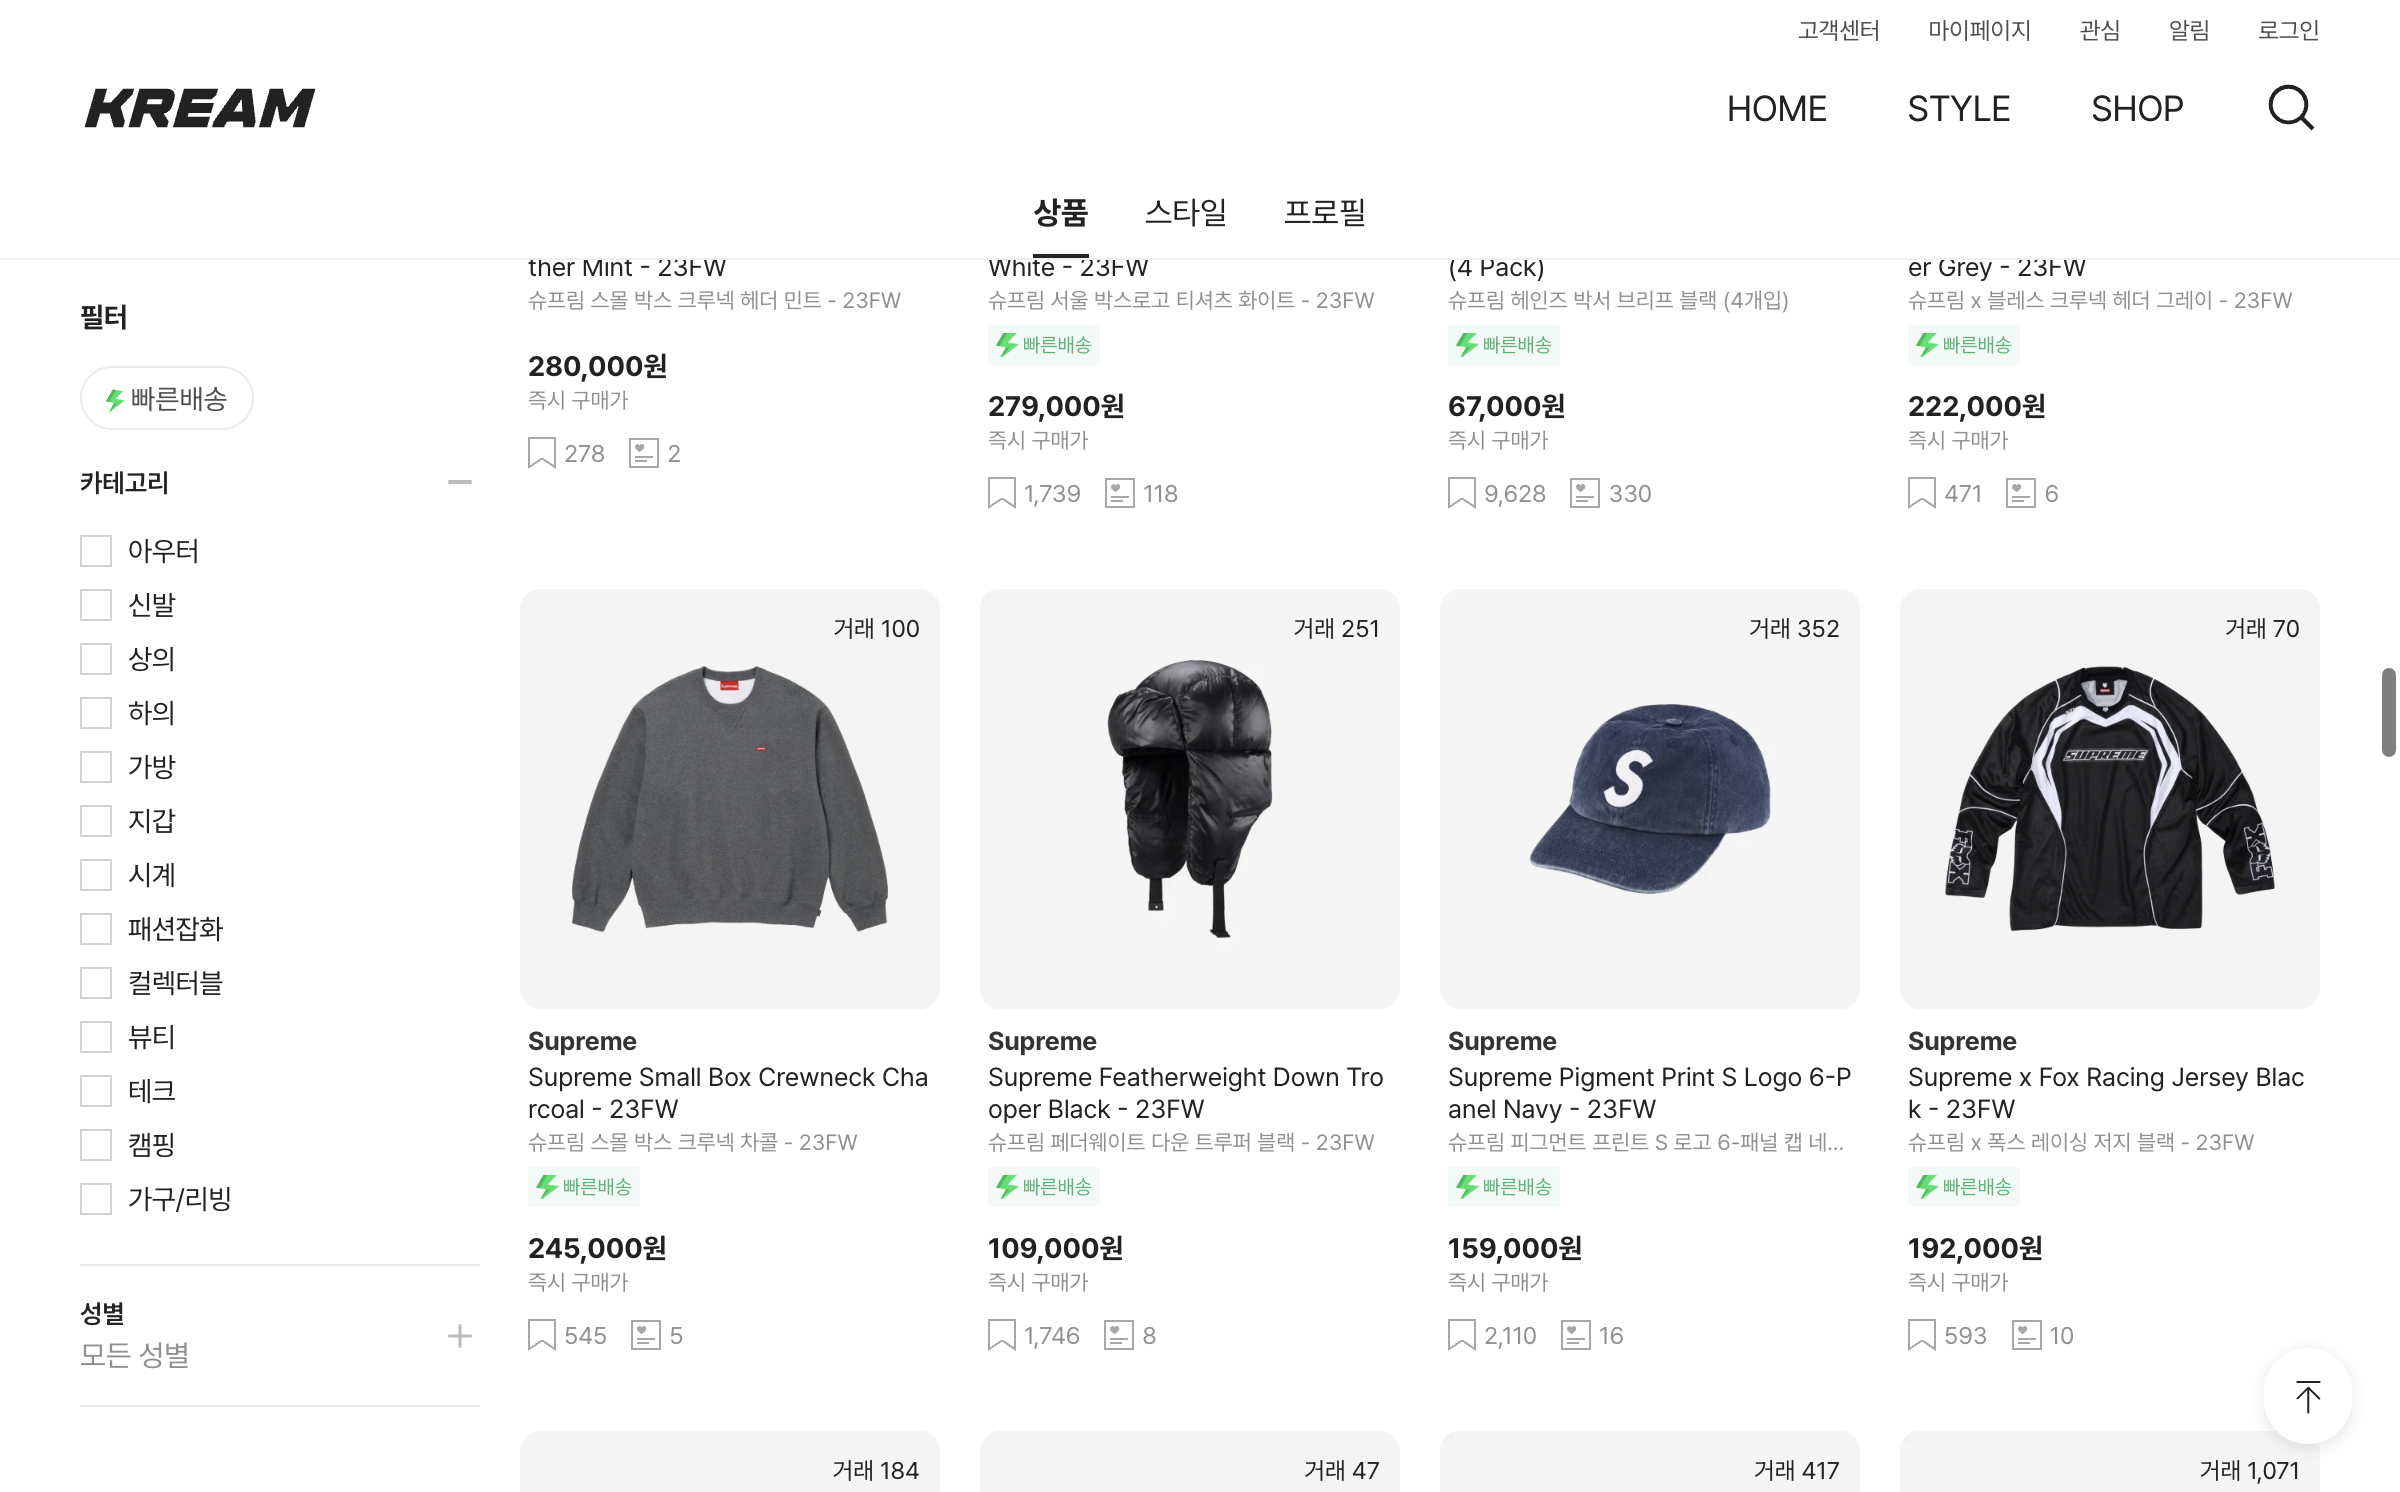 고객센터 마이페이지 관심 알림 로그인
KREAM
HOME STYLE SHOP
상품 스타일 프로필
필터
빠른배송
카테고리
아우터
신발
상의
하의
가방
지갑
시계
패션잡화
컬렉터블
뷰티
테크
캠핑
가구/리빙
성별
모든 성별
ther Mint - 23FW
슈프림 스몰 박스 크루넥 헤더 민트 - 23FW
280,000원
즉시 구매가
278 2
White - 23FW
슈프림 서울 박스로고 티셔츠 화이트 - 23FW
빠른배송
279,000원
즉시 구매가
1,739 118
(4 Pack)
슈프림 헤인즈 박서 브리프 블랙 (4개입)
빠른배송
67,000원
즉시 구매가
9,628 330
er Grey - 23FW
슈프림 x 블레스 크루넥 헤더 그레이 - 23FW
빠른배송
222,000원
즉시 구매가
471 6
거래 100
Supreme
Supreme Small Box Crewneck Cha
rcoal - 23FW
슈프림 스몰 박스 크루넥 차콜 - 23FW
빠른배송
245,000원
즉시 구매가
545 5
거래 251
Supreme
Supreme Featherweight Down Tro
oper Black - 23FW
슈프림 페더웨이트 다운 트루퍼 블랙 - 23FW
빠른배송
109,000원
즉시 구매가
1,746 8
거래 352
S
Supreme
Supreme Pigment Print S Logo 6-P
anel Navy - 23FW
슈프림 피그먼트 프린트 S 로고 6-패널 캡 네...
빠른배송
159,000원
즉시 구매가
2,110 16
거래 70
SUPREME
Supreme
Supreme x Fox Racing Jersey Blac
k - 23FW
슈프림 x 폭스 레이싱 저지 블랙 - 23FW
빠른배송
192,000원
즉시 구매가
593 10
거래 184
거래 47
거래 417
거래 1,071